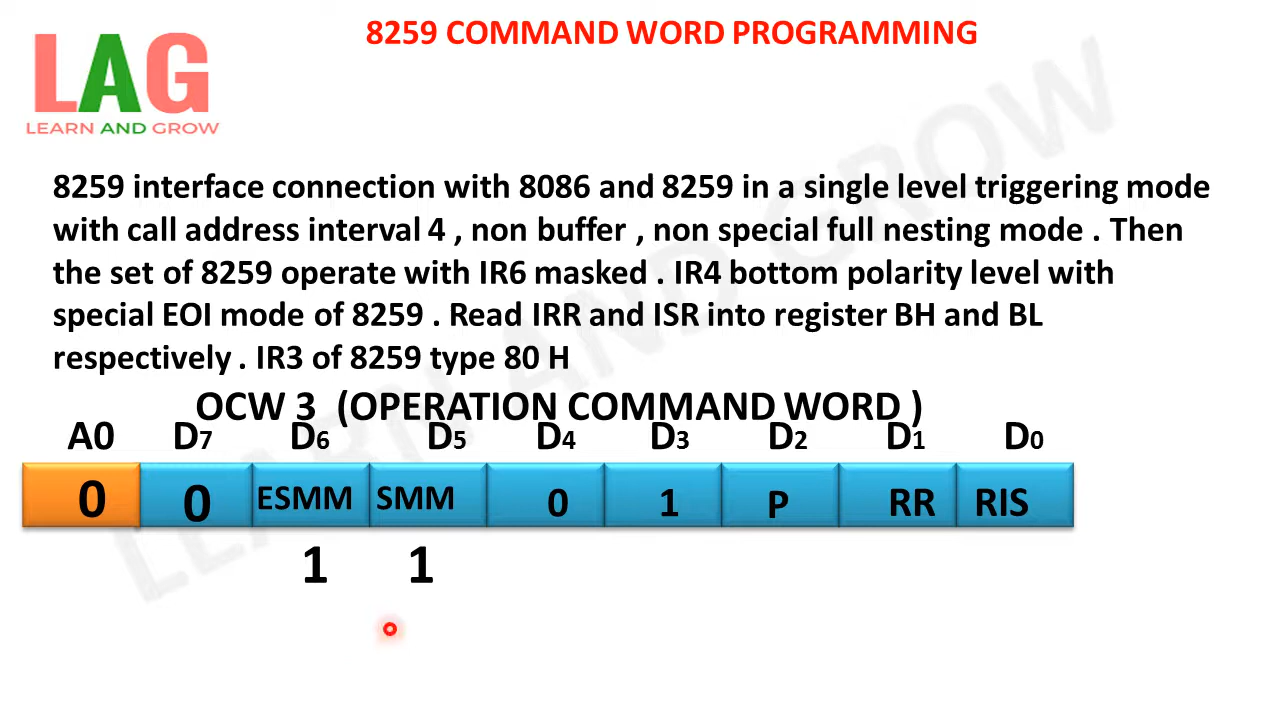 8259 COMMAND WORD PROGRAMMING
LAG
LEARN AND GROW
8259 interface connection with 8086 and 8259 in a single level triggering mode
with call address interval 4 , non buffer , non special full nesting mode . Then
the set of 8259 operate with IR6 masked . IR4 bottom polarity level with
special EOI mode of 8259 . Read IRR and ISR into register BH and BL
respectively . IR3 of 8259 type 80 H
OCW 3 (OPERATION COMMAND WORD )
A0 D7 D6 D5 D4 D3 D2 D1 D0
0 0 ESMM SMM 0 1 P RR RIS
1 1
LEARN AND GROW